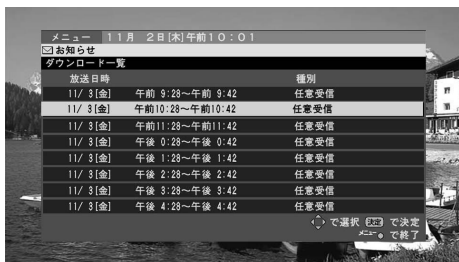 メニュー 11月 2日[木]午前10:01
お知らせ
ダウンロード一覧
放送日時 種別
11/ 3[金] 午前 9:28～午前 9:42 任意受信
11/ 3[金] 午前10:28～午前10:42 任意受信
11/ 3[金] 午前11:28～午前11:42 任意受信
11/ 3[金] 午後 0:28～午後 0:42 任意受信
11/ 3[金] 午後 1:28～午後 1:42 任意受信
11/ 3[金] 午後 2:28～午後 2:42 任意受信
11/ 3[金] 午後 3:28～午後 3:42 任意受信
11/ 3[金] 午後 4:28～午後 4:42 任意受信
で選択 決定 で決定
メニュー で終了